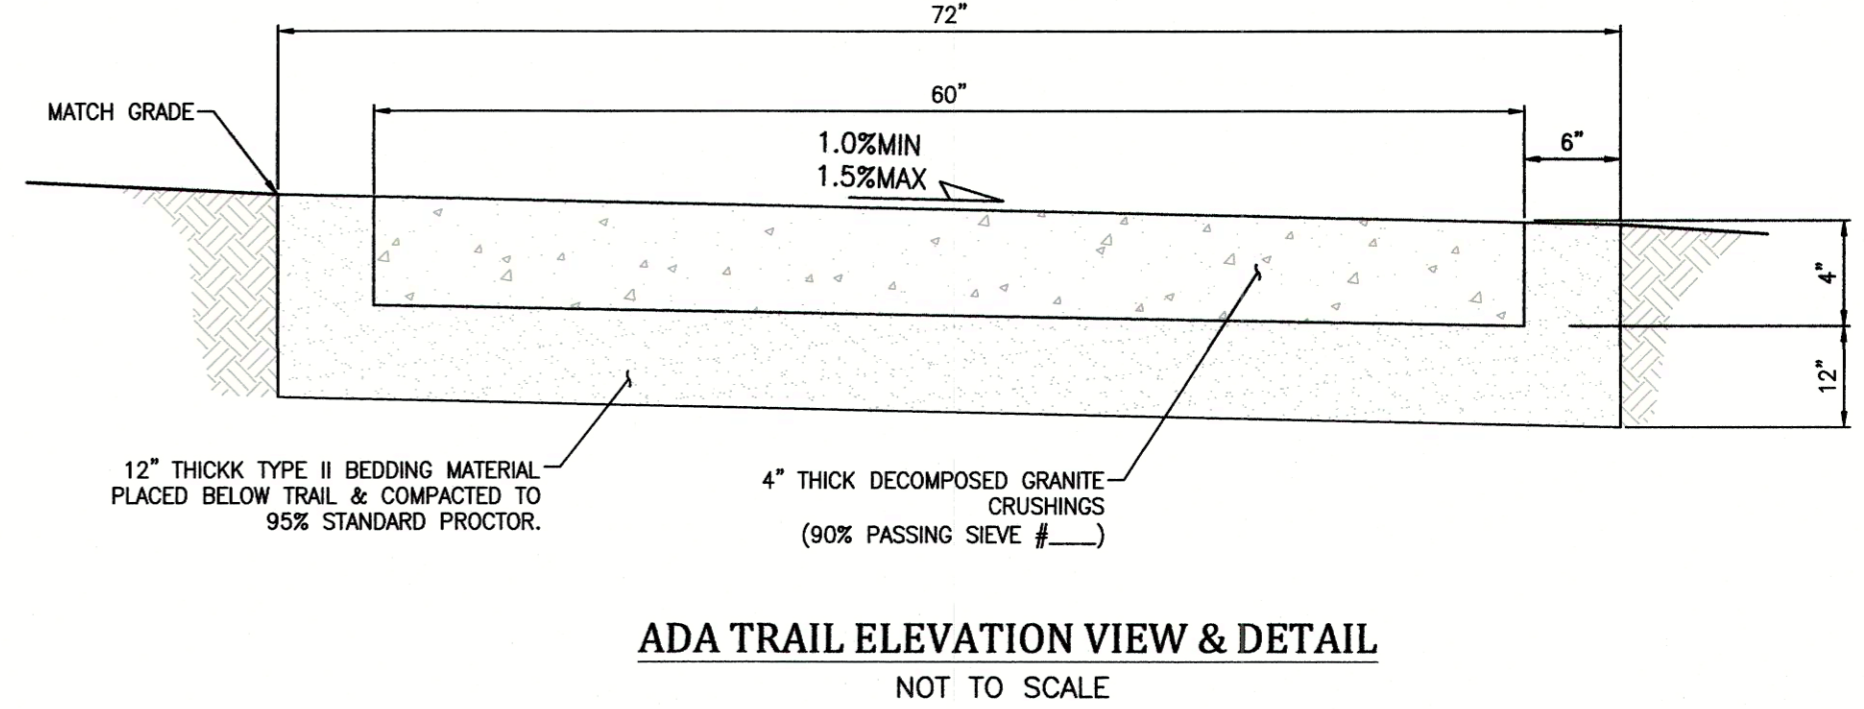 72”
60”
MATCH GRADE
6”
1.0%MIN
1.5%MAX
4”
12”
12” THICKK TYPE II BEDDING MATERIAL
PLACED BELOW TRAIL & COMPACTED TO
95% STANDARD PROCTOR.
4” THICK DECOMPOSED GRANITE
CRUSHINGS
(90% PASSING SIEVE #____)
ADA TRAIL ELEVATION VIEW & DETAIL
NOT TO SCALE